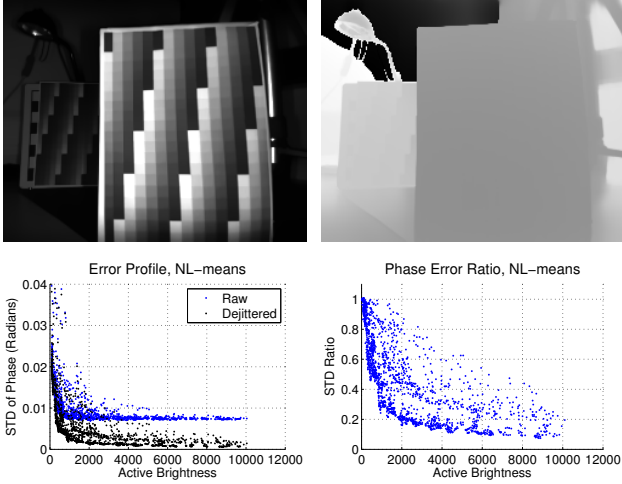 Error Profile, NL−means
0.04
0.03
0.02
0.01
0
STD of Phase (Radians)
Raw
Dejittered
0 2000 4000 6000 8000 10000 12000
Active Brightness
Phase Error Ratio, NL−means
1
0.8
0.6
0.4
0.2
0
STD Ratio
0 2000 4000 6000 8000 10000 12000
Active Brightness